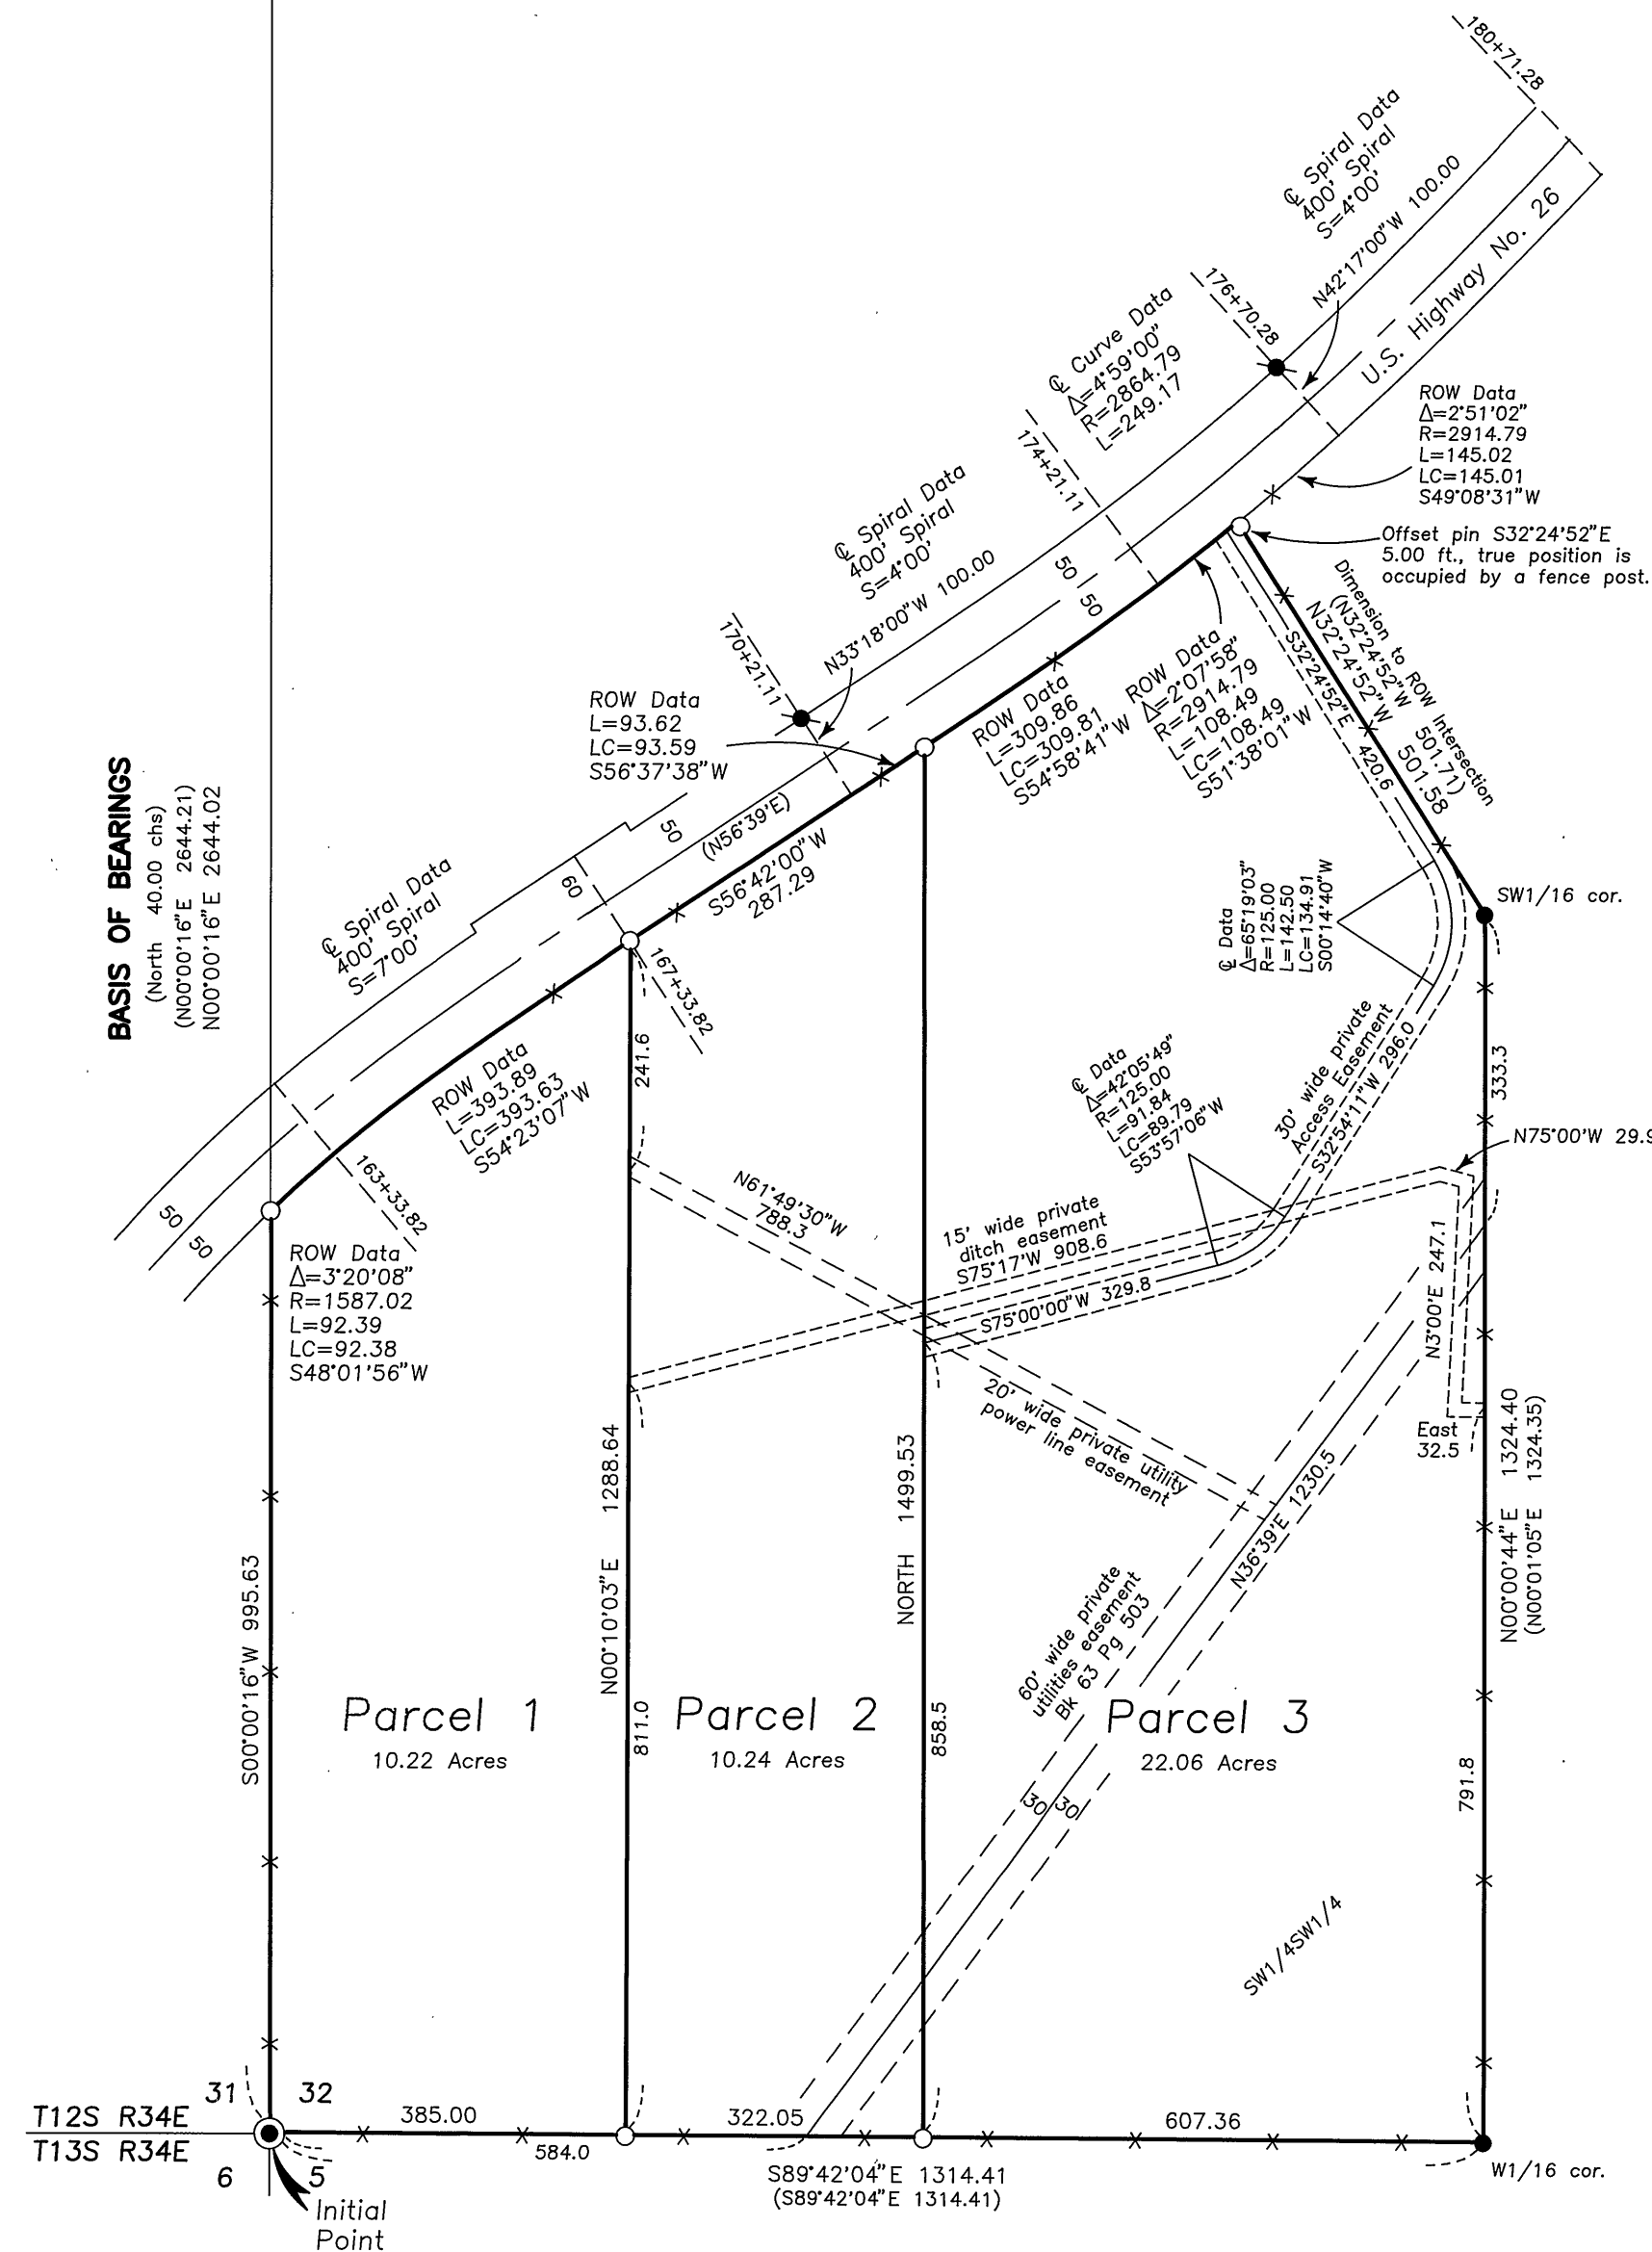 180+71.28
℄ Spiral Data
400' Spiral
S=4°00'
N42°17'00"W 100.00
U.S. Highway No. 26
176+70.28
℄ Curve Data
Δ=4°59'00"
R=2864.79
L=249.17
174+21.11
ROW Data
Δ=2°51'02"
R=2914.79
L=145.02
LC=145.01
S49°08'31"W
Offset pin S32°24'52"E
5.00 ft., true position is
occupied by a fence post.
℄ Spiral Data
400' Spiral
S=4°00'
N33°18'00"W 100.00
170+21.11
50
50
Dimension to ROW Intersection
(N32°24'52"W 501.71)
N32°24'52"W 501.58
S32°24'52"E 420.6
ROW Data
L=93.62
LC=93.59
S56°37'38"W
ROW Data
L=309.86
LC=309.81
S54°58'41"W
ROW Data
Δ=2°07'58"
R=2914.79
L=108.49
LC=108.49
S51°38'01"W
BASIS OF BEARINGS
(North 40.00 chs)
(N00°00'16"E 2644.21)
N00°00'16"E 2644.02
50
(N56°39'E)
S56°42'00"W
287.29
60
℄ Spiral Data
400' Spiral
S=7°00'
167+33.82
℄ Data
Δ=65°19'03"
R=125.00
L=142.50
LC=134.91
S00°14'40"W
SW1/16 cor.
ROW Data
L=393.89
LC=393.63
S54°23'07"W
241.6
℄ Data
Δ=42°05'49"
R=125.00
L=91.84
LC=89.79
S53°57'06"W
30' wide private
Access Easement
S32°54'11"W 296.0
333.3
N75°00'W 29.9
163+33.82
50
50
N61°49'30"W
788.3
15' wide private
ditch easement
S75°17'W 908.6
S75°00'00"W 329.8
N3°00'E 247.1
ROW Data
Δ=3°20'08"
R=1587.02
L=92.39
LC=92.38
S48°01'56"W
20' wide private utility
power line easement
East
32.5
N00°00'44"E 1324.40
(N00°01'05"E 1324.35)
N36°39'E 1230.5
S00°00'16"W 995.63
N00°10'03"E 1288.64
NORTH 1499.53
60' wide private
utilities easement
Bk 63 Pg 503
Parcel 1
10.22 Acres
811.0
Parcel 2
10.24 Acres
858.5
Parcel 3
22.06 Acres
791.8
30
30
SW1/4SW1/4
31
32
T12S R34E
T13S R34E
6
5
385.00
584.0
322.05
607.36
S89°42'04"E 1314.41
(S89°42'04"E 1314.41)
W1/16 cor.
Initial
Point